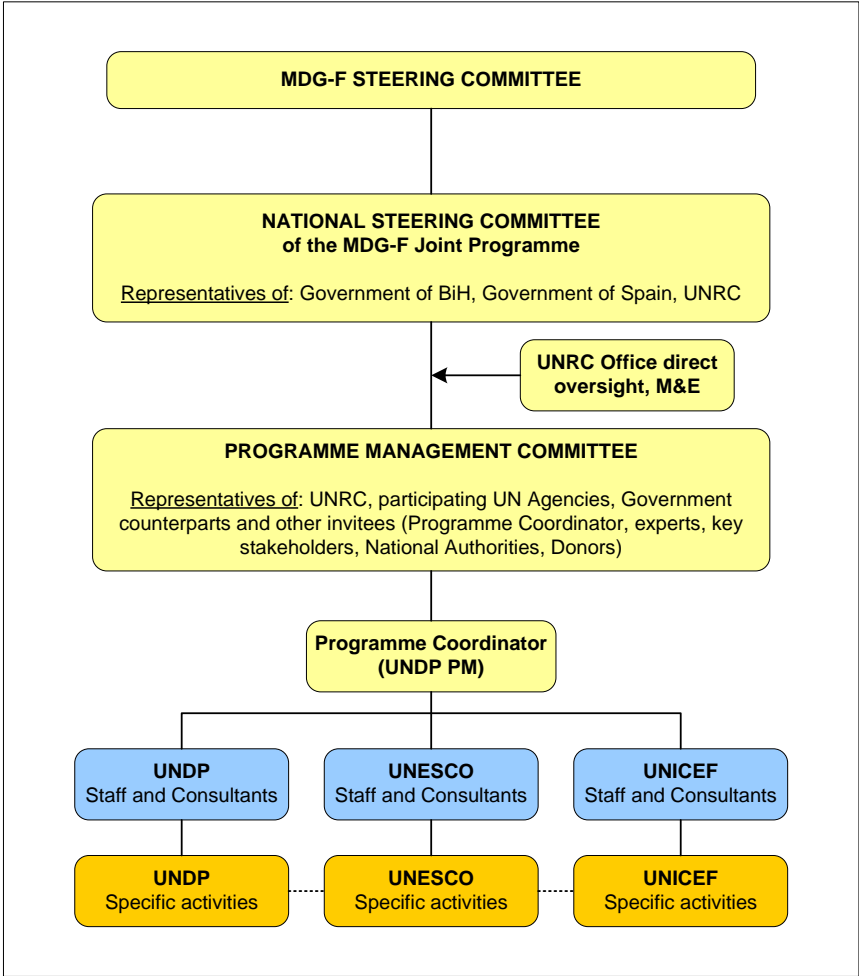 MDG-F STEERING COMMITTEE
NATIONAL STEERING COMMITTEE
of the MDG-F Joint Programme
Representatives of: Government of BiH, Government of Spain, UNRC
UNRC Office direct
oversight, M&E
PROGRAMME MANAGEMENT COMMITTEE
Representatives of: UNRC, participating UN Agencies, Government
counterparts and other invitees (Programme Coordinator, experts, key
stakeholders, National Authorities, Donors)
Programme Coordinator
(UNDP PM)
UNDP
Staff and Consultants
UNESCO
Staff and Consultants
UNICEF
Staff and Consultants
UNDP
Specific activities
UNESCO
Specific activities
UNICEF
Specific activities